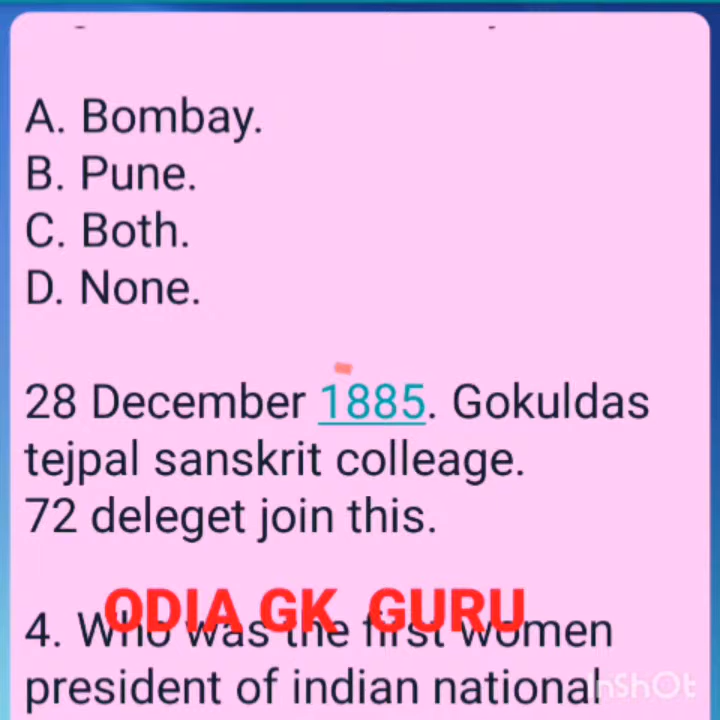 A. Bombay.
B. Pune.
C. Both.
D. None.
28 December 1885. Gokuldas
tejpal sanskrit colleage.
72 deleget join this.
ODIA GK GURU
4. Who was the first women
president of indian national
InShOt